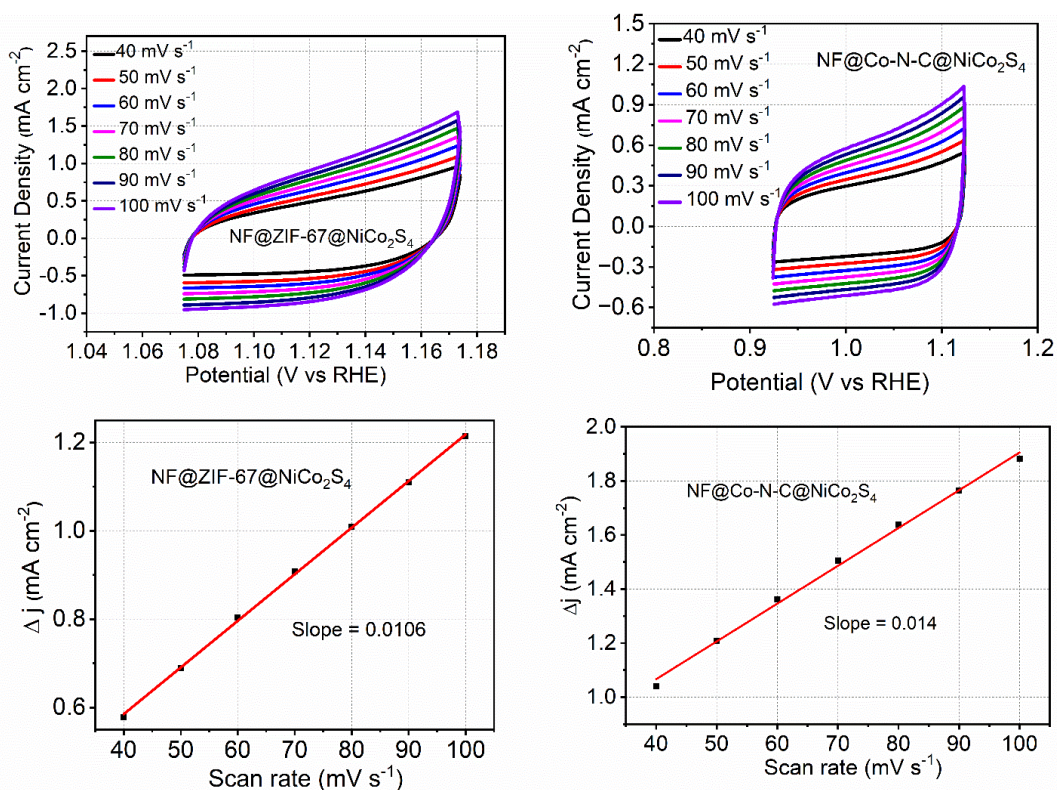 40 mV s⁻¹
50 mV s⁻¹
60 mV s⁻¹
70 mV s⁻¹
80 mV s⁻¹
90 mV s⁻¹
100 mV s⁻¹
NF@ZIF-67@NiCo₂S₄
2.5
2.0
1.5
1.0
0.5
0.0
-0.5
-1.0
Current Density (mA cm⁻²)
1.04 1.06 1.08 1.10 1.12 1.14 1.16 1.18
Potential (V vs RHE)
40 mV s⁻¹
50 mV s⁻¹
60 mV s⁻¹
70 mV s⁻¹
80 mV s⁻¹
90 mV s⁻¹
100 mV s⁻¹
NF@Co-N-C@NiCo₂S₄
1.5
1.2
0.9
0.6
0.3
0.0
−0.3
−0.6
Current Density (mA cm⁻²)
0.8 0.9 1.0 1.1 1.2
Potential (V vs RHE)
NF@ZIF-67@NiCo₂S₄
Slope = 0.0106
1.2
1.0
0.8
0.6
Δ j (mA cm⁻²)
40 50 60 70 80 90 100
Scan rate (mV s⁻¹)
NF@Co-N-C@NiCo₂S₄
Slope = 0.014
2.0
1.8
1.6
1.4
1.2
1.0
Δj (mA cm⁻²)
40 50 60 70 80 90 100
Scan rate (mV s⁻¹)